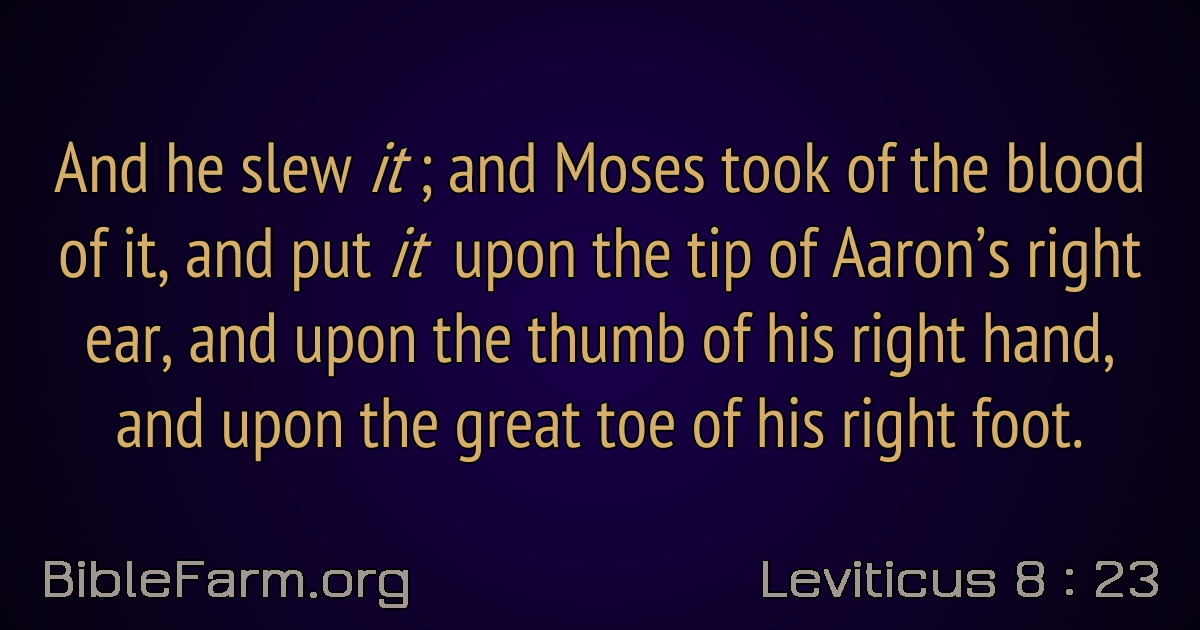 And he slew it ; and Moses took of the blood
of it, and put it upon the tip of Aaron’s right
ear, and upon the thumb of his right hand,
and upon the great toe of his right foot.
BibleFarm.org
Leviticus 8 : 23